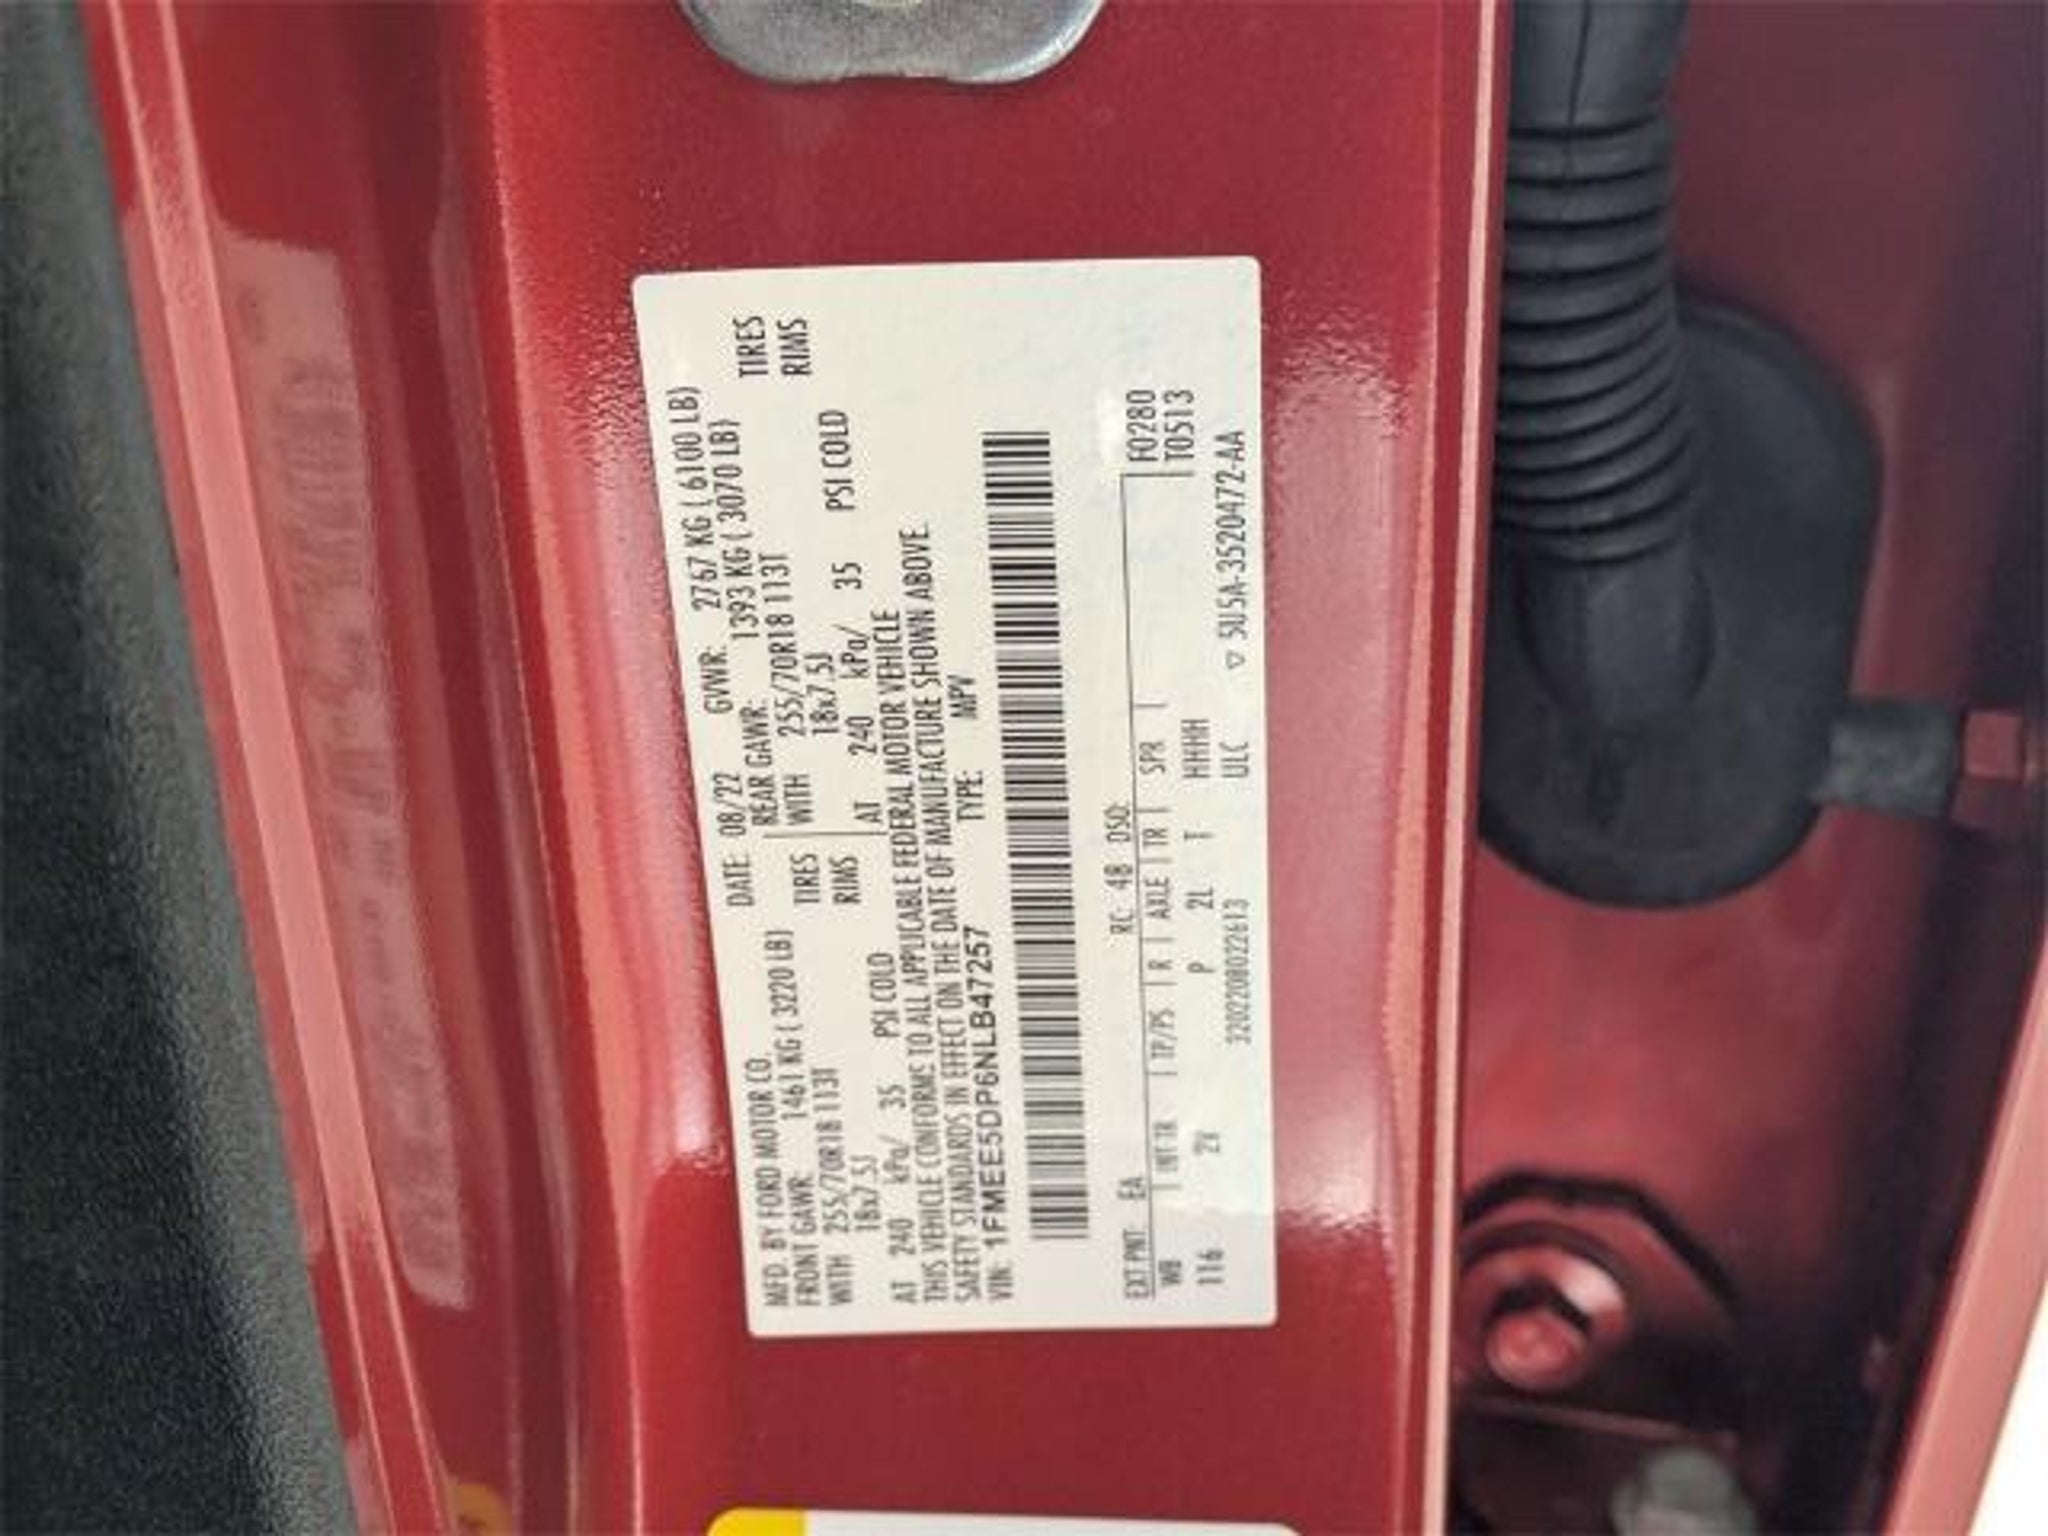 MFD. BY FORD MOTOR CO. DATE: 08/22 GVWR: 2767 KG ( 6100 LB)
FRONT GAWR: 1461 KG ( 3220 LB) REAR GAWR: 1393 KG ( 3070 LB)
WITH 255/70R18 113T TIRES WITH 255/70R18 113T TIRES
18x7.5J RIMS 18x7.5J RIMS
AT 240 kPa/ 35 PSI COLD AT 240 kPa/ 35 PSI COLD
THIS VEHICLE CONFORMS TO ALL APPLICABLE FEDERAL MOTOR VEHICLE
SAFETY STANDARDS IN EFFECT ON THE DATE OF MANUFACTURE SHOWN ABOVE.
VIN: 1FMEE5DP6NLB47257 TYPE: MPV
EXT PNT: EA RC: 48 DSO: F0280
WB INT TR TP/PS R AXLE TR SPR T0513
116 2V P 2L T HHHH
3202208022613 ULC ▽ 5U5A-3520472-AA